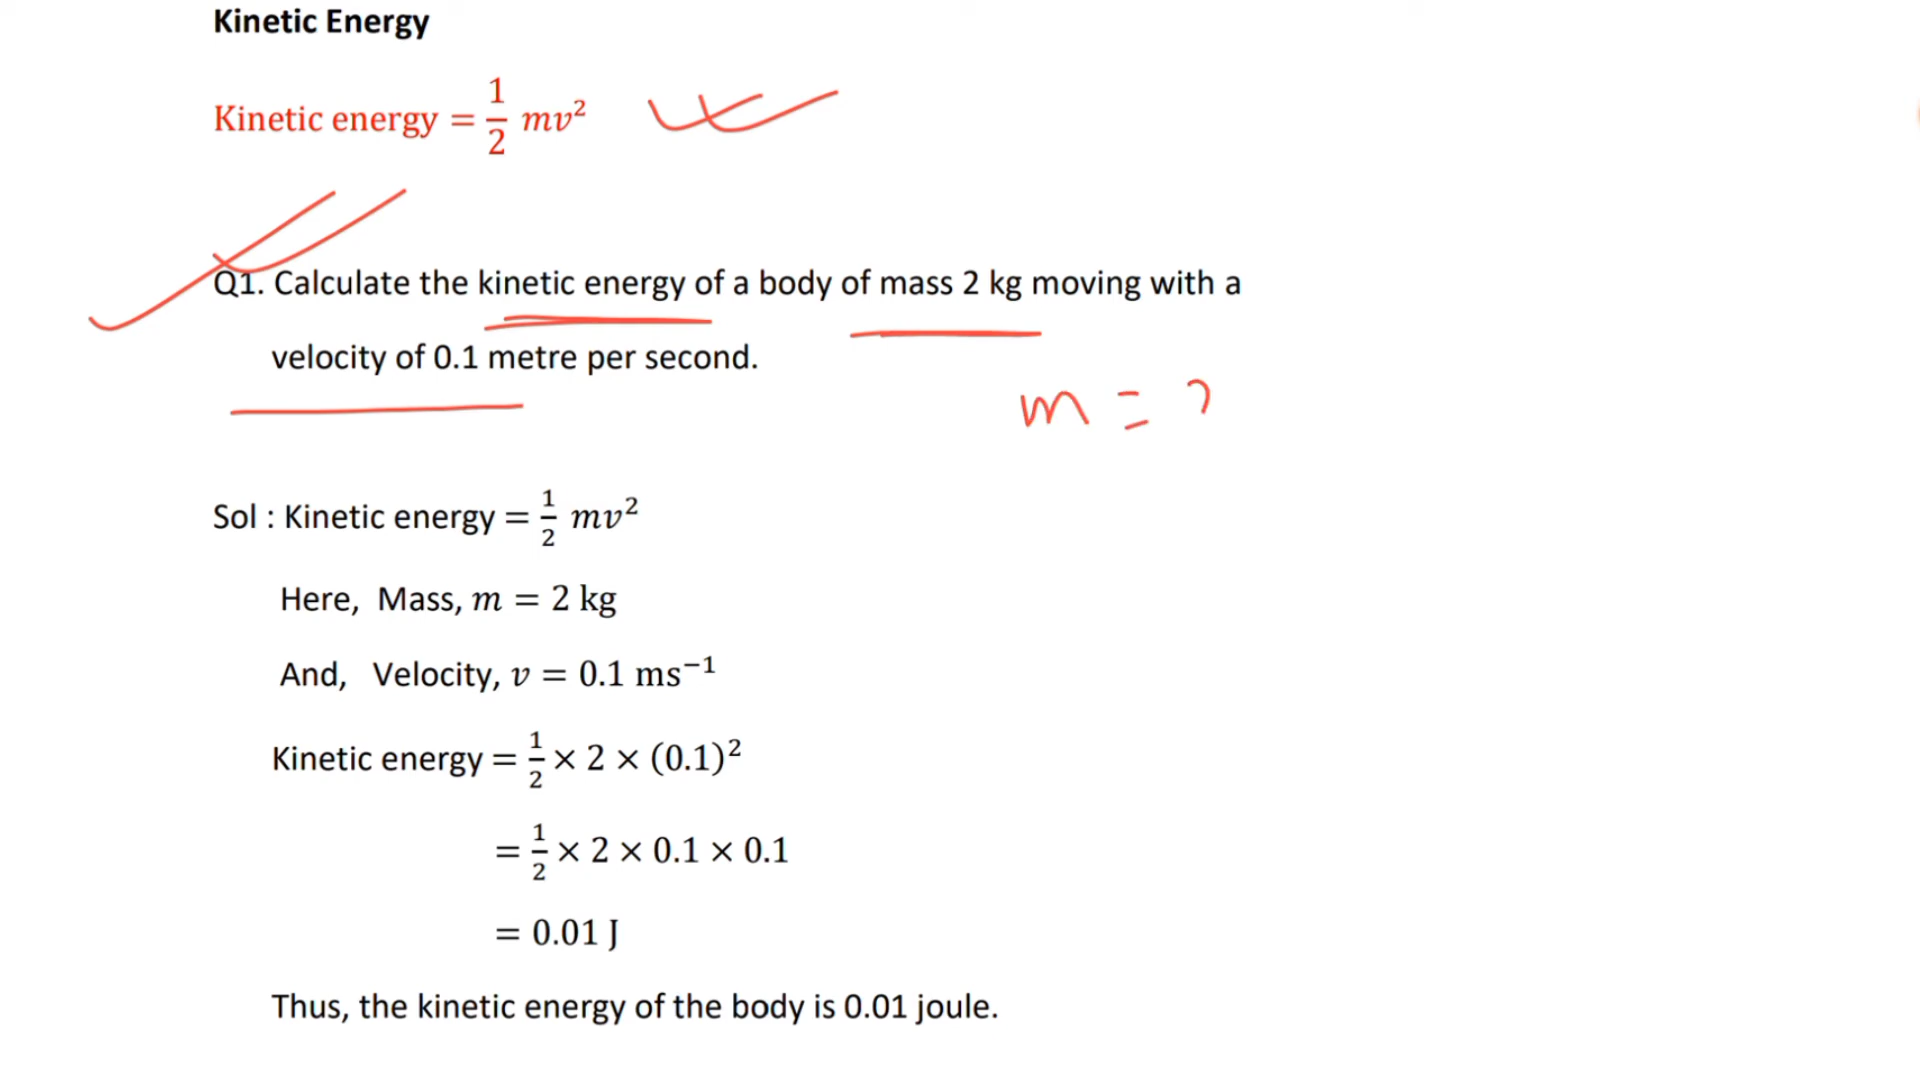 Kinetic Energy
Kinetic energy = 1/2 mv²
Q1. Calculate the kinetic energy of a body of mass 2 kg moving with a
velocity of 0.1 metre per second.
m =
Sol : Kinetic energy = 1/2 mv²
Here, Mass, m = 2 kg
And, Velocity, v = 0.1 ms⁻¹
Kinetic energy = 1/2 × 2 × (0.1)²
= 1/2 × 2 × 0.1 × 0.1
= 0.01 J
Thus, the kinetic energy of the body is 0.01 joule.